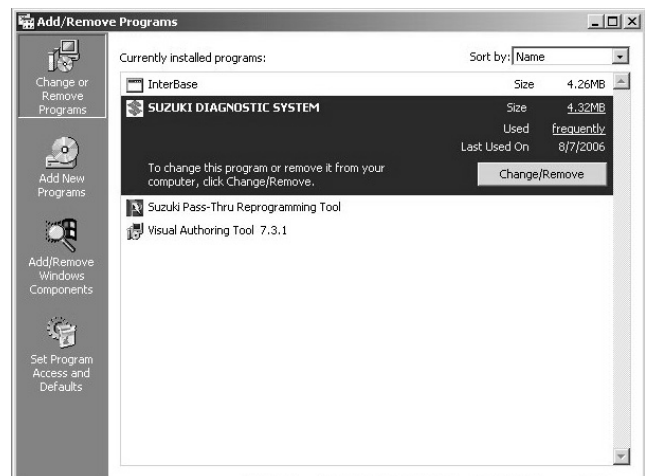 Add/Remove Programs
Currently installed programs:
Sort by: Name
Change or
Remove
Programs
Add New
Programs
Add/Remove
Windows
Components
Set Program
Access and
Defaults
InterBase Size 4.26MB
SUZUKI DIAGNOSTIC SYSTEM Size 4.32MB
Used frequently
Last Used On 8/7/2006
To change this program or remove it from your
computer, click Change/Remove.
Change/Remove
Suzuki Pass-Thru Reprogramming Tool
Visual Authoring Tool 7.3.1